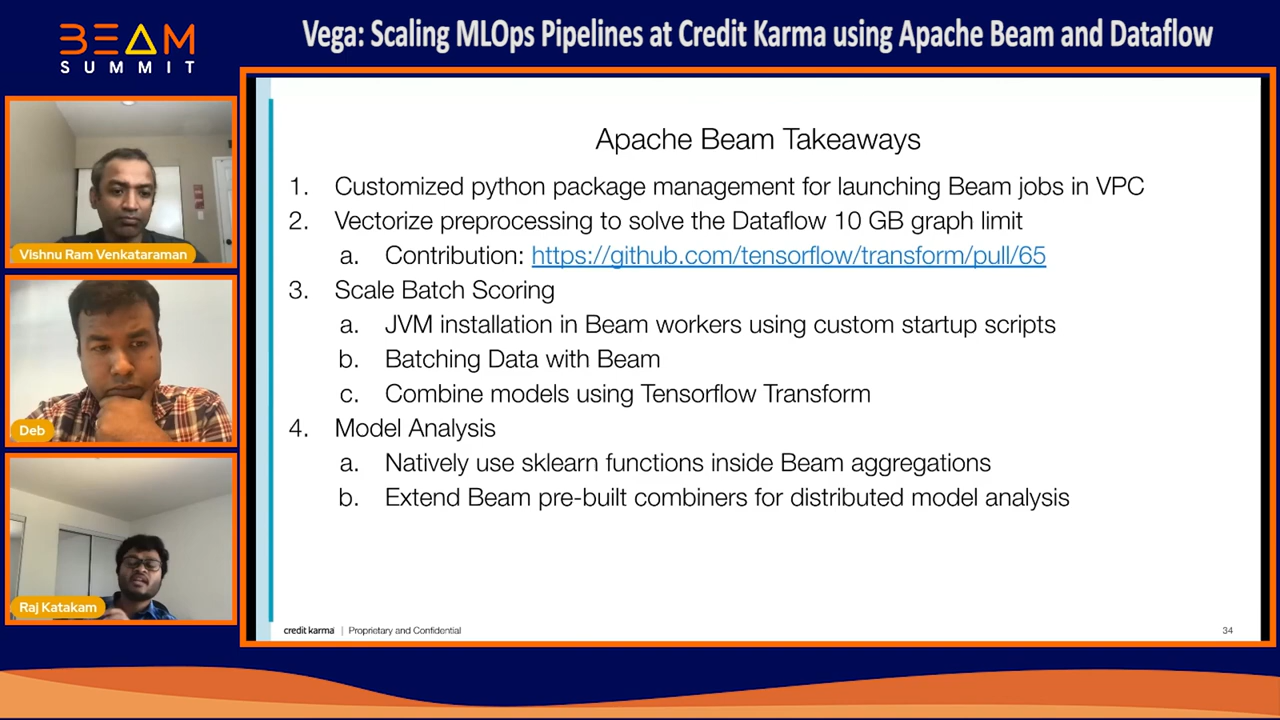 BEAM
SUMMIT
Vega: Scaling MLOps Pipelines at Credit Karma using Apache Beam and Dataflow
Vishnu Ram Venkataraman
Deb
Raj Katakam
Apache Beam Takeaways
1. Customized python package management for launching Beam jobs in VPC
2. Vectorize preprocessing to solve the Dataflow 10 GB graph limit
a. Contribution: https://github.com/tensorflow/transform/pull/65
3. Scale Batch Scoring
a. JVM installation in Beam workers using custom startup scripts
b. Batching Data with Beam
c. Combine models using Tensorflow Transform
4. Model Analysis
a. Natively use sklearn functions inside Beam aggregations
b. Extend Beam pre-built combiners for distributed model analysis
credit karma | Proprietary and Confidential
34